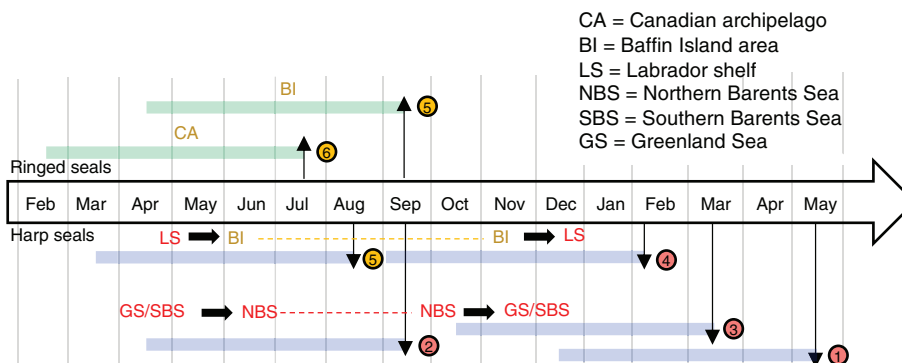 CA = Canadian archipelago
BI = Baffin Island area
LS = Labrador shelf
NBS = Northern Barents Sea
SBS = Southern Barents Sea
GS = Greenland Sea
BI
5
CA
6
Ringed seals
Feb Mar Apr May Jun Jul Aug Sep Oct Nov Dec Jan Feb Mar Apr May
Harp seals
LS BI BI LS
5 4
GS/SBS NBS NBS GS/SBS
3
2
1